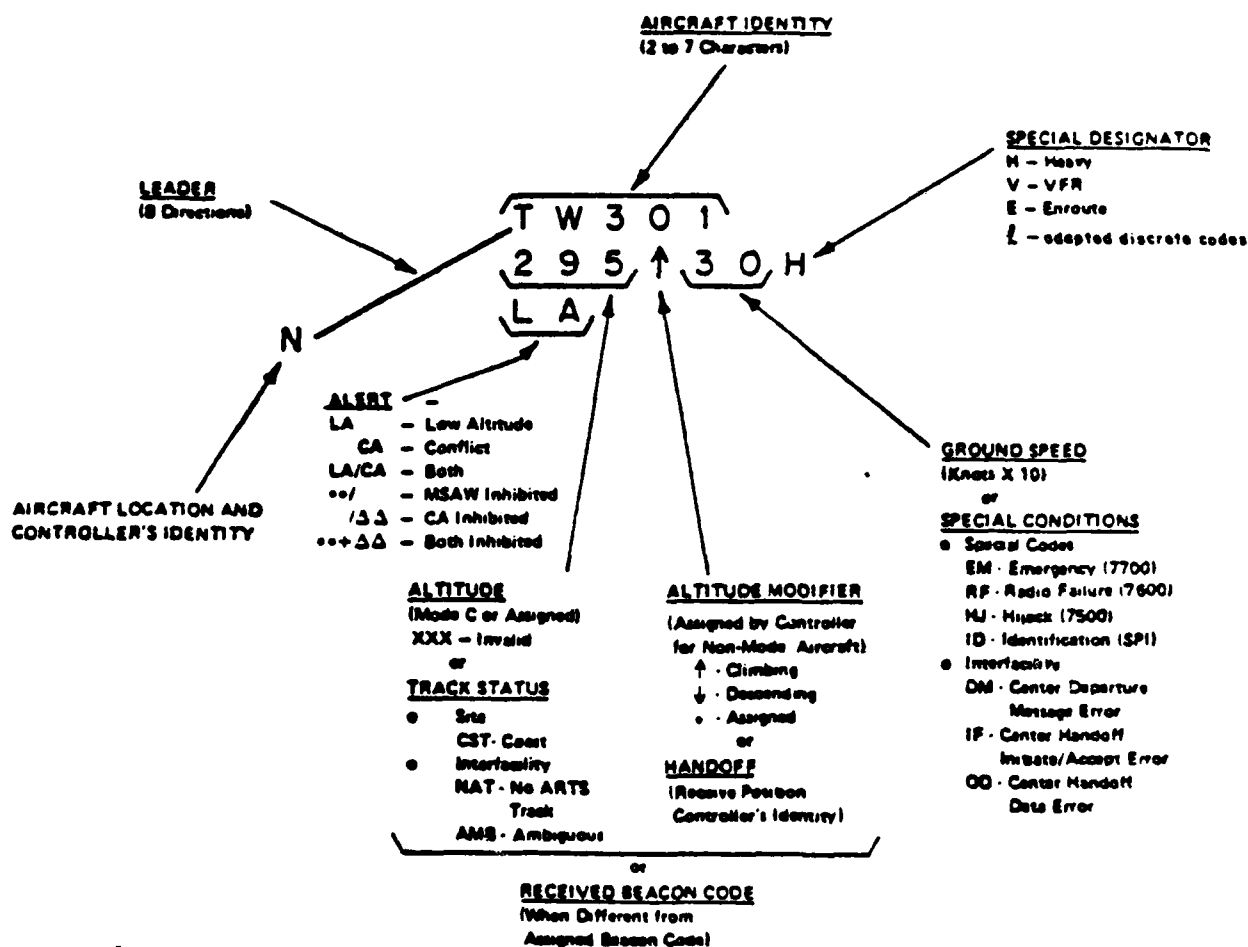 AIRCRAFT IDENTITY
(2 to 7 Characters)
SPECIAL DESIGNATOR
H – Heavy
V – VFR
E – Enroute
ℓ – adapted discrete codes
LEADER
(8 Directions)
T W 3 0 1
2 9 5 ↑ 3 0 H
L A
N
ALERT –
LA – Low Altitude
CA – Conflict
LA/CA – Both
**/ – MSAW Inhibited
/ΔΔ – CA Inhibited
**+ΔΔ – Both Inhibited
AIRCRAFT LOCATION AND
CONTROLLER'S IDENTITY
ALTITUDE
(Mode C or Assigned)
XXX – Invalid
or
TRACK STATUS
• Site
CST - Coast
• Interfacility
NAT - No ARTS
Track
AMB - Ambiguous
ALTITUDE MODIFIER
(Assigned by Controller
for Non-Mode Aircraft)
↑ - Climbing
↓ - Descending
* - Assigned
or
HANDOFF
(Receive Position
Controller's Identity)
GROUND SPEED
(Knots X 10)
or
SPECIAL CONDITIONS
• Special Codes
EM - Emergency (7700)
RF - Radio Failure (7600)
HJ - Hijack (7500)
ID - Identification (SPI)
• Interfacility
DM - Center Departure
Message Error
IF - Center Handoff
Initiate/Accept Error
OD - Center Handoff
Data Error
or
RECEIVED BEACON CODE
(When Different from
Assigned Beacon Code)